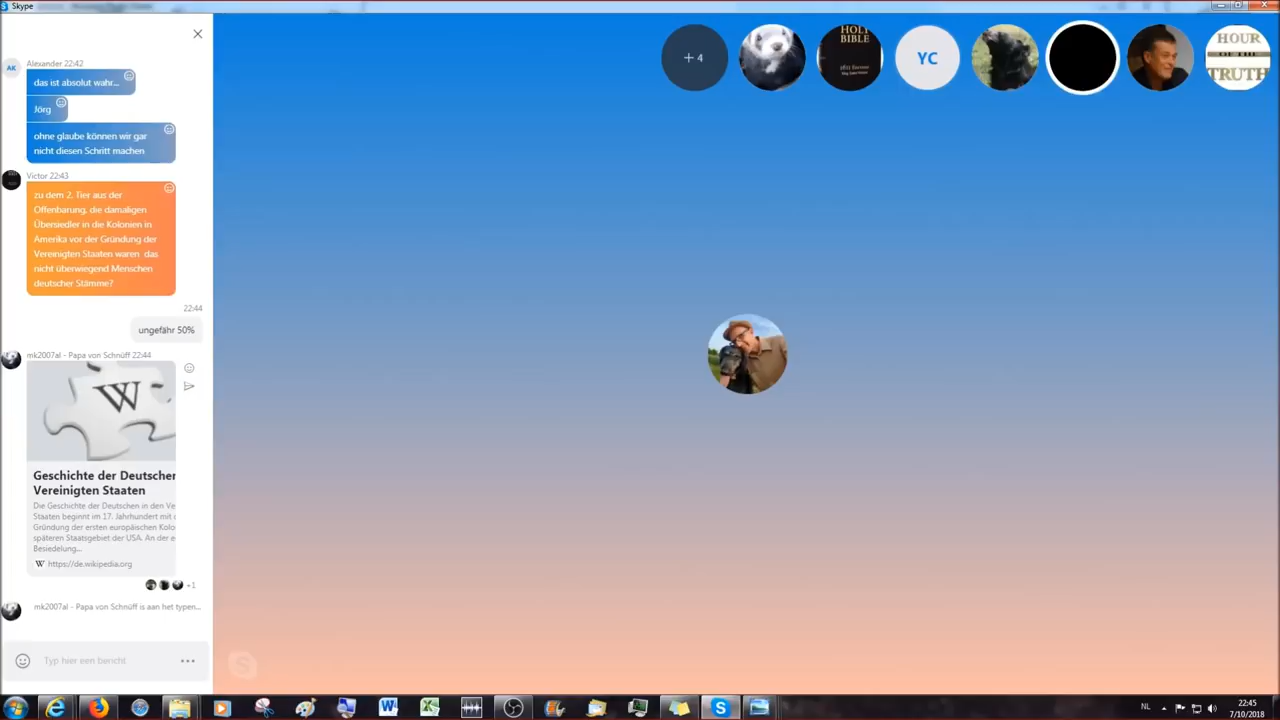 Skype
Alexander 22:42
AK
das ist absolut wahr...
Jörg
ohne glaube können wir gar
nicht diesen Schritt machen
Victor 22:43
zu dem 2. Tier aus der
Offenbarung, die damaligen
Übersiedler in die Kolonien in
Amerika vor der Gründung der
Vereinigten Staaten waren das
nicht überwiegend Menschen
deutscher Stämme?
22:44
ungefähr 50%
mk2007al - Papa von Schnüff 22:44
W
Geschichte der Deutscher
Vereinigten Staaten
Die Geschichte der Deutschen in den Ve
Staaten beginnt im 17. Jahrhundert mit
Gründung der ersten europäischen Kolo
späteren Staatsgebiet der USA. An der e
Besiedelung...
W https://de.wikipedia.org
+1
mk2007al - Papa von Schnüff is aan het typen...
Typ hier een bericht
+ 4
HOLY
BIBLE
YC
HOUR
OF THE
TRUTH
NL
22:45
7/10/2018